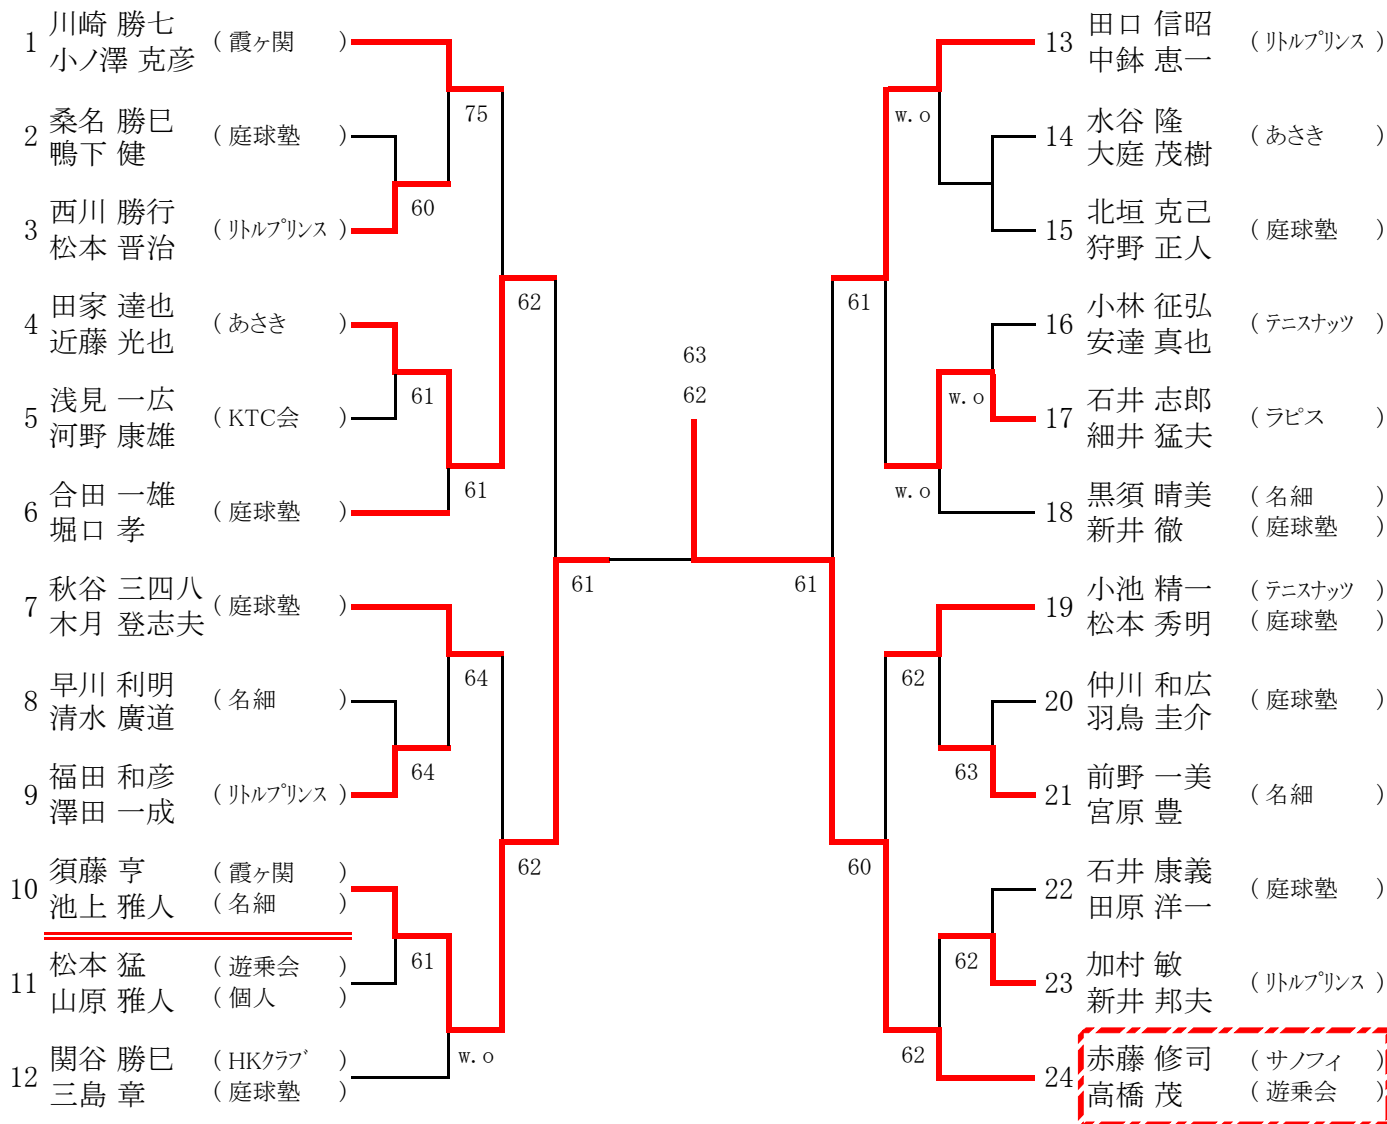 1 川崎 勝七 ( 霞ヶ関 )
小ノ澤 克彦
75
2 桑名 勝巳 ( 庭球塾 )
鴨下 健
60
3 西川 勝行 ( ﾘﾄﾙﾌﾟﾘﾝｽ )
松本 晋治
62
4 田家 達也 ( あさき )
近藤 光也
61
5 浅見 一広 ( KTC会 )
河野 康雄
61
6 合田 一雄 ( 庭球塾 )
堀口 孝
61
7 秋谷 三四八 ( 庭球塾 )
木月 登志夫
64
8 早川 利明 ( 名細 )
清水 廣道
64
9 福田 和彦 ( ﾘﾄﾙﾌﾟﾘﾝｽ )
澤田 一成
62
10 須藤 亨 ( 霞ヶ関 )
池上 雅人 ( 名細 )
61
11 松本 猛 ( 遊乗会 )
山原 雅人 ( 個人 )
w.o
12 関谷 勝巳 ( HKｸﾗﾌﾞ )
三島 章 ( 庭球塾 )
63
62
13 田口 信昭 ( ﾘﾄﾙﾌﾟﾘﾝｽ )
中鉢 恵一
w.o
14 水谷 隆 ( あさき )
大庭 茂樹
15 北垣 克己 ( 庭球塾 )
狩野 正人
61
16 小林 征弘 ( ﾃﾆｽﾅｯﾂ )
安達 真也
w.o
17 石井 志郎 ( ラピス )
細井 猛夫
w.o
18 黒須 晴美 ( 名細 )
新井 徹 ( 庭球塾 )
61
19 小池 精一 ( ﾃﾆｽﾅｯﾂ )
松本 秀明 ( 庭球塾 )
62
20 仲川 和広 ( 庭球塾 )
羽鳥 圭介
63
21 前野 一美 ( 名細 )
宮原 豊
60
22 石井 康義 ( 庭球塾 )
田原 洋一
62
23 加村 敏 ( ﾘﾄﾙﾌﾟﾘﾝｽ )
新井 邦夫
62
24 赤藤 修司 ( サノフィ )
高橋 茂 ( 遊乗会 )